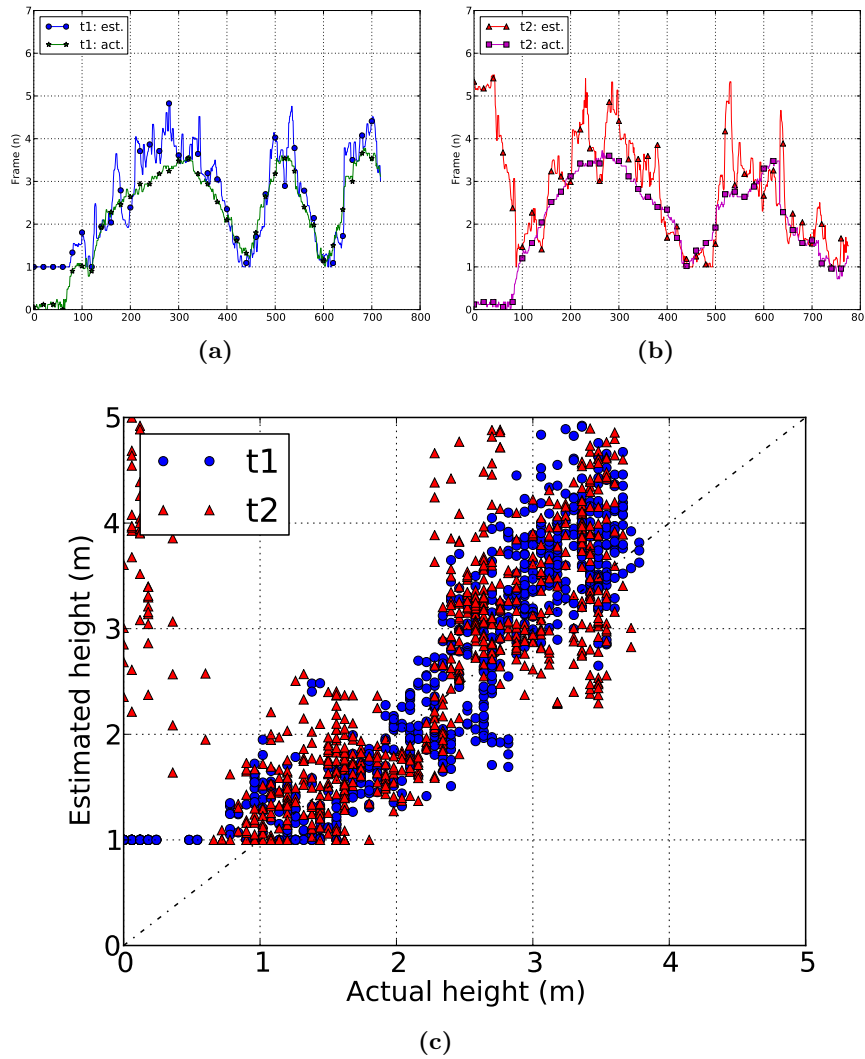 7
6
5
4
3
2
1
0
Frame (n)
t1: est.
t1: act.
0 100 200 300 400 500 600 700 800
(a)
7
6
5
4
3
2
1
0
Frame (n)
t2: est.
t2: act.
0 100 200 300 400 500 600 700 800
(b)
5
4
3
2
1
0
Estimated height (m)
t1
t2
0 1 2 3 4 5
Actual height (m)
(c)